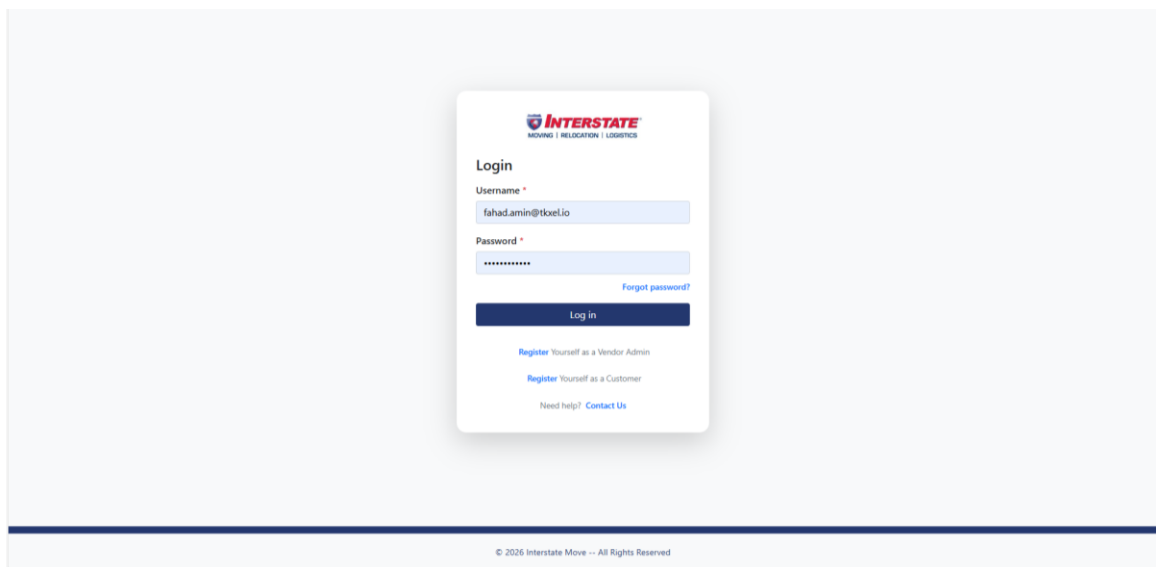 INTERSTATE
MOVING | RELOCATION | LOGISTICS
Login
Username *
fahad.amin@tkxel.io
Password *
••••••••••••
Forgot password?
Log in
Register Yourself as a Vendor Admin
Register Yourself as a Customer
Need help? Contact Us
© 2026 Interstate Move -- All Rights Reserved